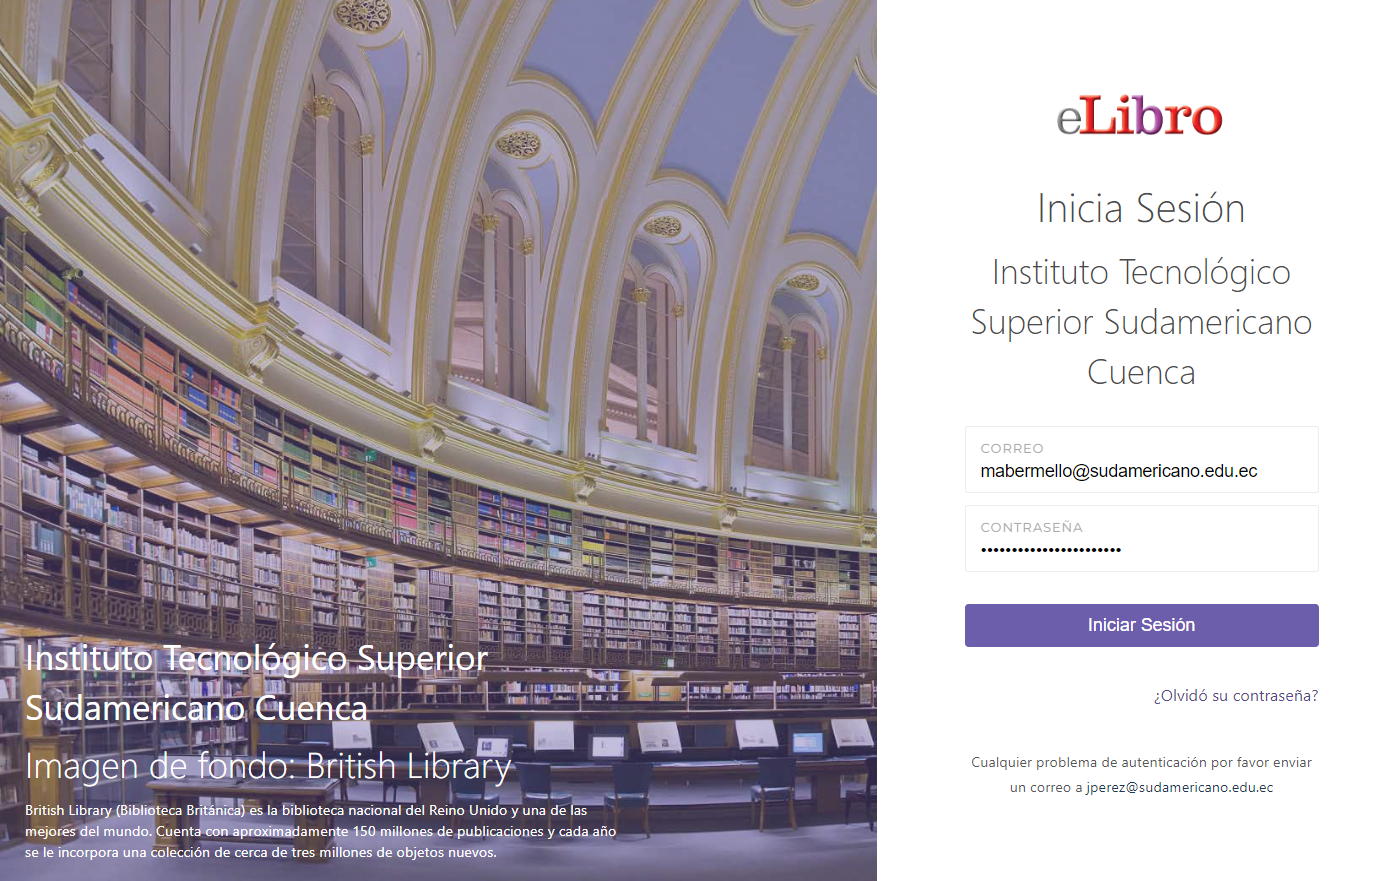 Instituto Tecnológico Superior
Sudamericano Cuenca
Imagen de fondo: British Library
British Library (Biblioteca Británica) es la biblioteca nacional del Reino Unido y una de las
mejores del mundo. Cuenta con aproximadamente 150 millones de publicaciones y cada año
se le incorpora una colección de cerca de tres millones de objetos nuevos.
eLibro
Inicia Sesión
Instituto Tecnológico
Superior Sudamericano
Cuenca
CORREO
mabermello@sudamericano.edu.ec
CONTRASEÑA
•••••••••••••••••••••••
Iniciar Sesión
¿Olvidó su contraseña?
Cualquier problema de autenticación por favor enviar
un correo a jperez@sudamericano.edu.ec